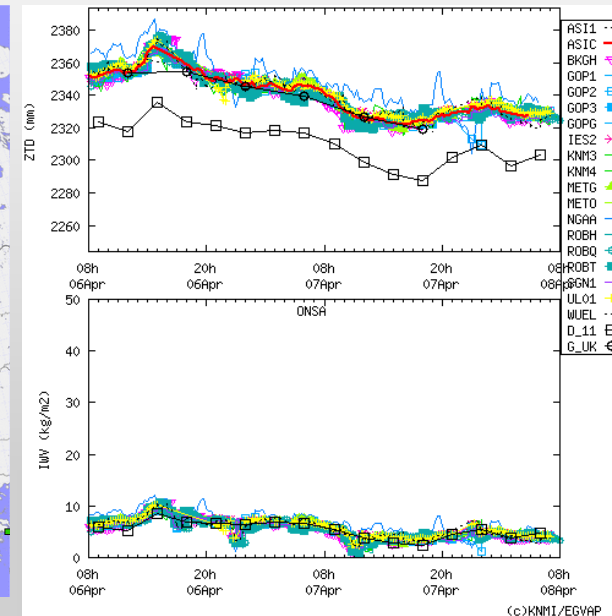 2380
2360
2340
2320
2300
2280
2260
ZTD (mm)
08h 20h 08h 20h 08h
06Apr 06Apr 07Apr 07Apr 08Apr
ASI1
ASIC
BKGH
GOP1
GOP2
GOP3
GOPG
IES2
KNM3
KNM4
METG
METO
NGAA
ROBH
ROBQ
ROBT
SGN1
UL01
WUEL
D_11
G_UK
ONSA
50
40
30
20
10
0
IWV (kg/m2)
08h 20h 08h 20h 08h
06Apr 06Apr 07Apr 07Apr 08Apr
(c)KNMI/EGVAP